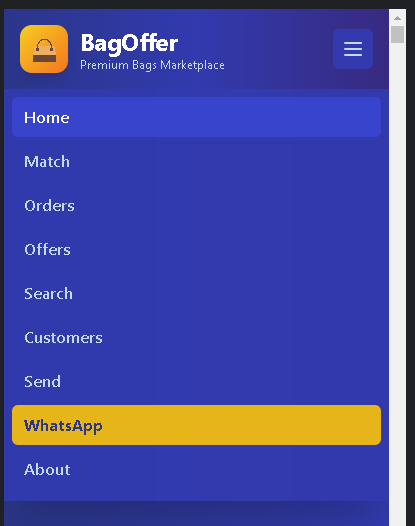 BagOffer
Premium Bags Marketplace
Home
Match
Orders
Offers
Search
Customers
Send
WhatsApp
About